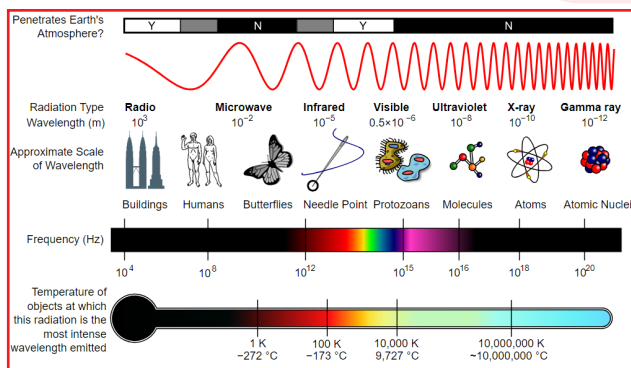 Penetrates Earth's
Atmosphere?
Y N Y N
Radiation Type
Wavelength (m)
Radio Microwave Infrared Visible Ultraviolet X-ray Gamma ray
10³ 10⁻² 10⁻⁵ 0.5×10⁻⁶ 10⁻⁸ 10⁻¹⁰ 10⁻¹²
Approximate Scale
of Wavelength
Buildings Humans Butterflies Needle Point Protozoans Molecules Atoms Atomic Nuclei
Frequency (Hz)
10⁴ 10⁸ 10¹² 10¹⁵ 10¹⁶ 10¹⁸ 10²⁰
Temperature of
objects at which
this radiation is the
most intense
wavelength emitted
1 K 100 K 10,000 K 10,000,000 K
−272 °C −173 °C 9,727 °C ~10,000,000 °C